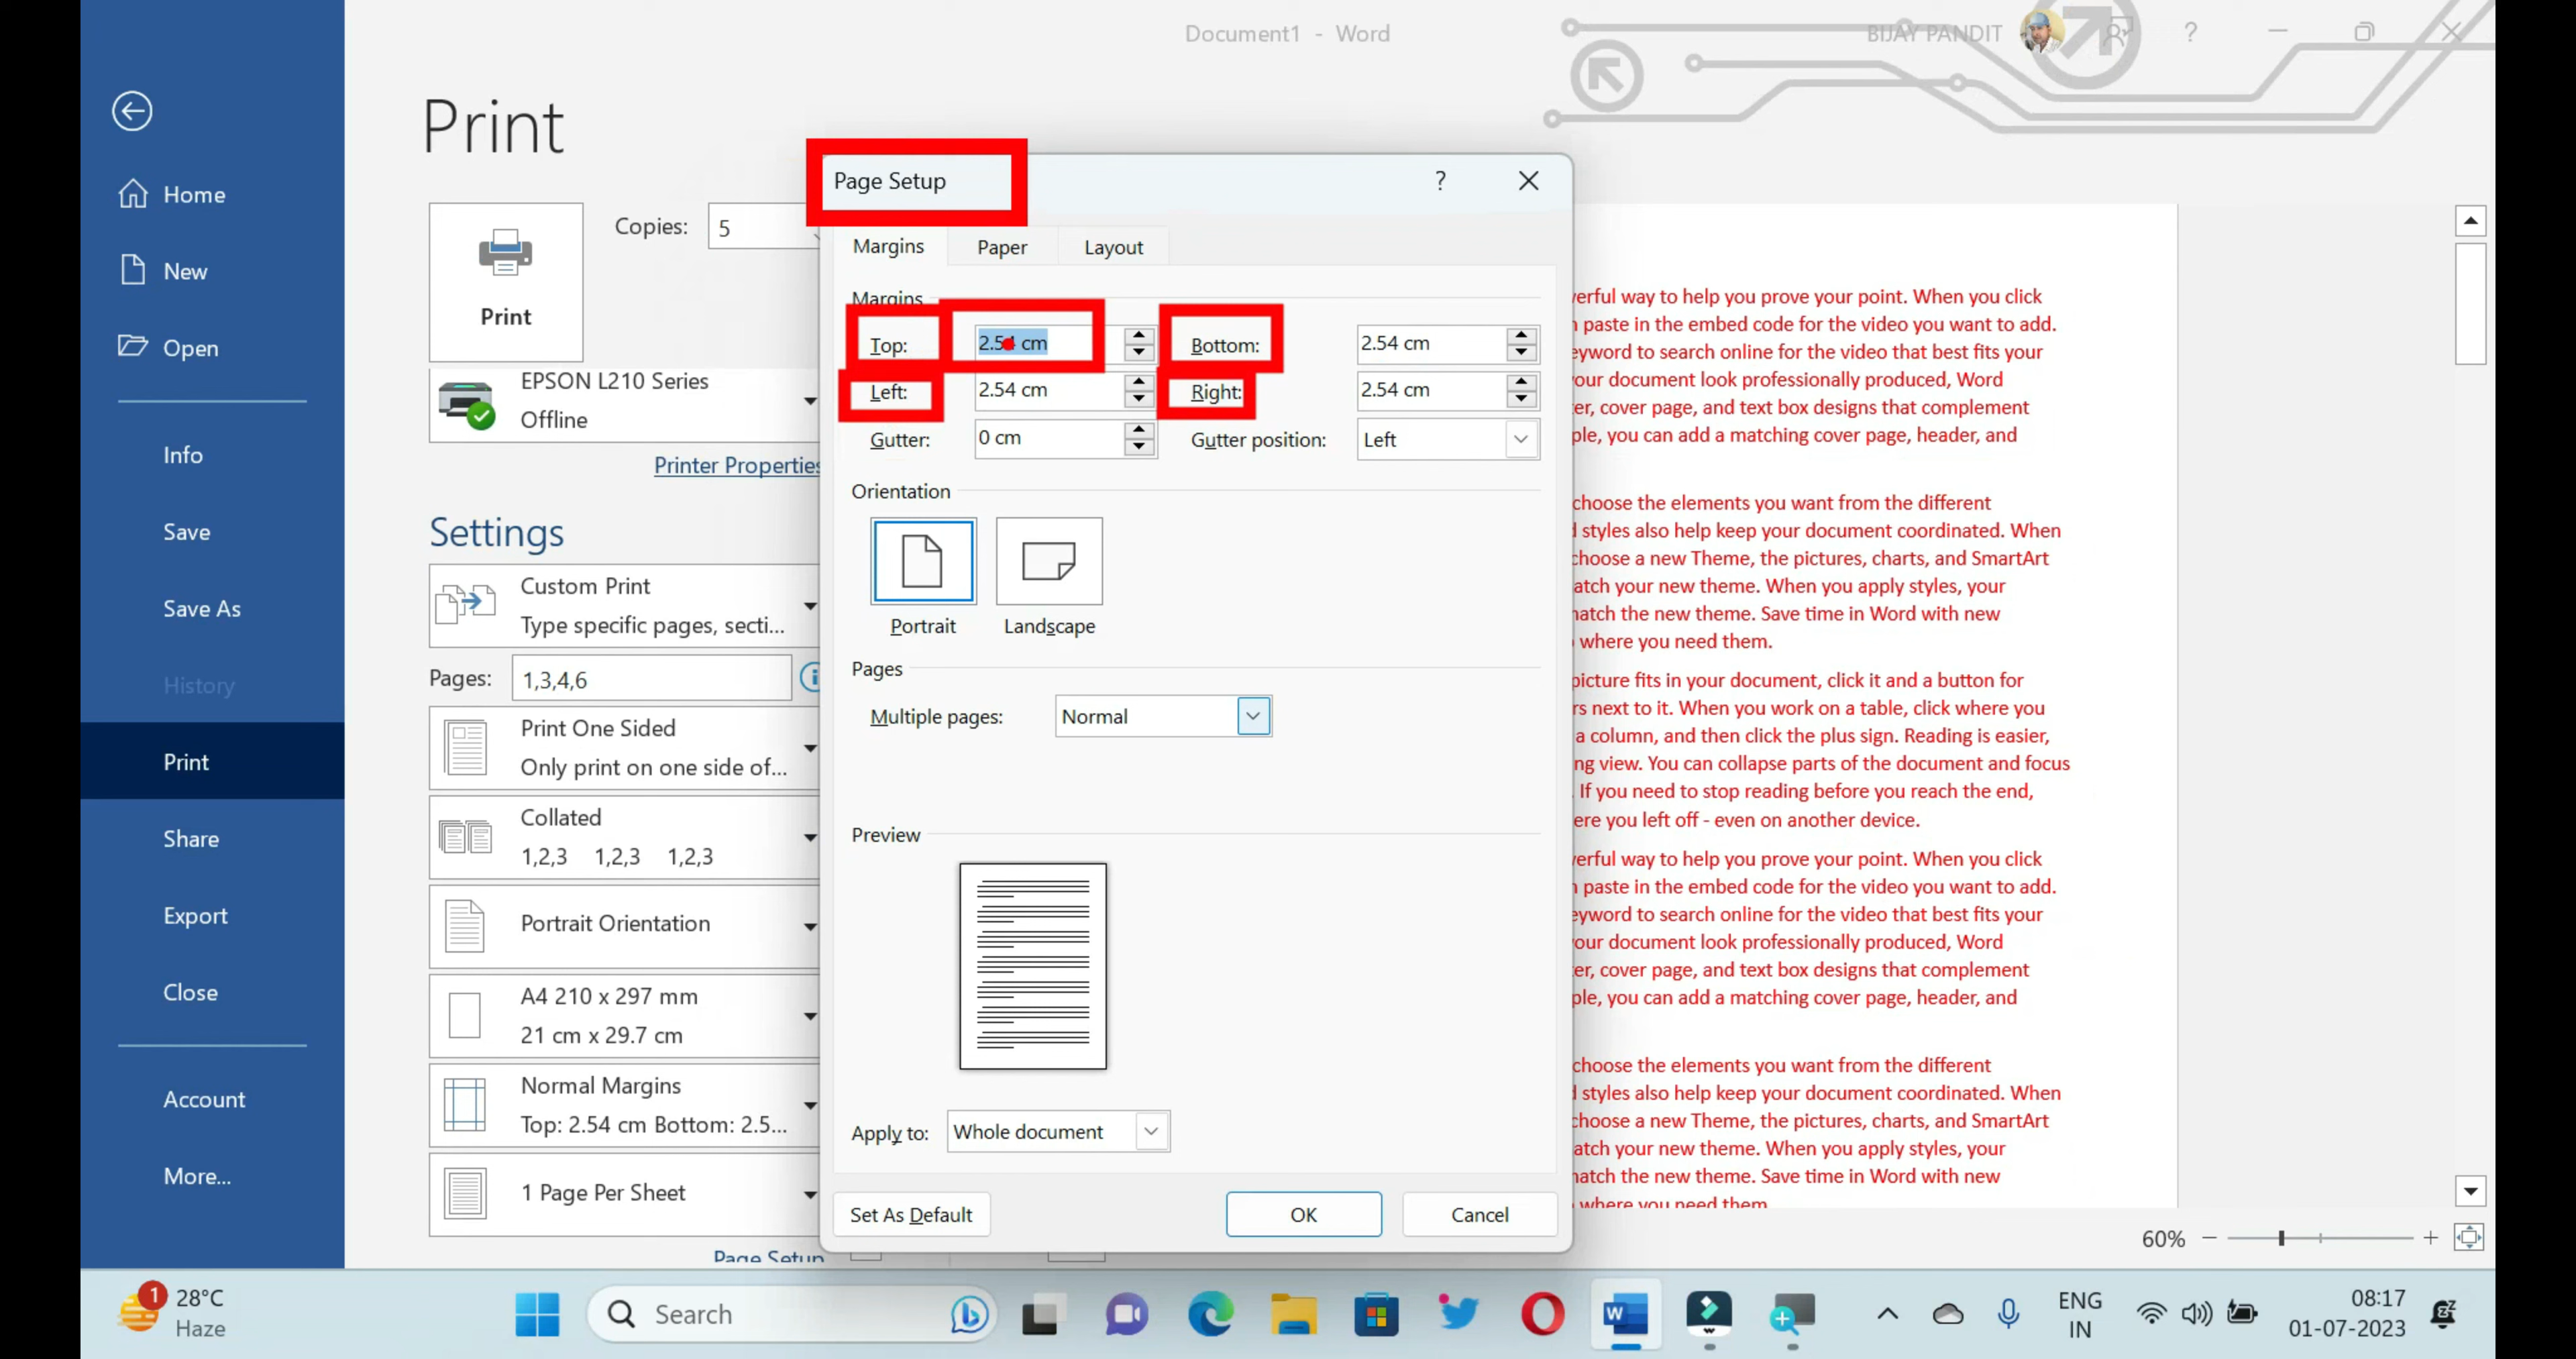 Document1 - Word
BIJAY PANDIT
?
Print
Home
New
Open
Info
Save
Save As
History
Print
Share
Export
Close
Account
More...
Print
Copies:
5
EPSON L210 Series
Offline
Printer Properties
Settings
Custom Print
Type specific pages, secti...
Pages:
1,3,4,6
Print One Sided
Only print on one side of...
Collated
1,2,3 1,2,3 1,2,3
Portrait Orientation
A4 210 x 297 mm
21 cm x 29.7 cm
Normal Margins
Top: 2.54 cm Bottom: 2.5...
1 Page Per Sheet
Page Setup
Page Setup
?
Margins
Paper
Layout
Margins
Top:
2.54 cm
Bottom:
2.54 cm
Left:
2.54 cm
Right:
2.54 cm
Gutter:
0 cm
Gutter position:
Left
Orientation
Portrait
Landscape
Pages
Multiple pages:
Normal
Preview
Apply to:
Whole document
Set As Default
OK
Cancel
way to help you prove your point. When you click
paste in the embed code for the video you want to add.
to search online for the video that best fits your
document look professionally produced, Word
cover page, and text box designs that complement
you can add a matching cover page, header, and
choose the elements you want from the different
styles also help keep your document coordinated. When
choose a new Theme, the pictures, charts, and SmartArt
your new theme. When you apply styles, your
the new theme. Save time in Word with new
where you need them.
picture fits in your document, click it and a button for
next to it. When you work on a table, click where you
a column, and then click the plus sign. Reading is easier,
view. You can collapse parts of the document and focus
If you need to stop reading before you reach the end,
you left off - even on another device.
way to help you prove your point. When you click
paste in the embed code for the video you want to add.
to search online for the video that best fits your
document look professionally produced, Word
cover page, and text box designs that complement
you can add a matching cover page, header, and
choose the elements you want from the different
styles also help keep your document coordinated. When
choose a new Theme, the pictures, charts, and SmartArt
your new theme. When you apply styles, your
the new theme. Save time in Word with new
where you need them
60%
1
28°C
Haze
Search
ENG
IN
08:17
01-07-2023